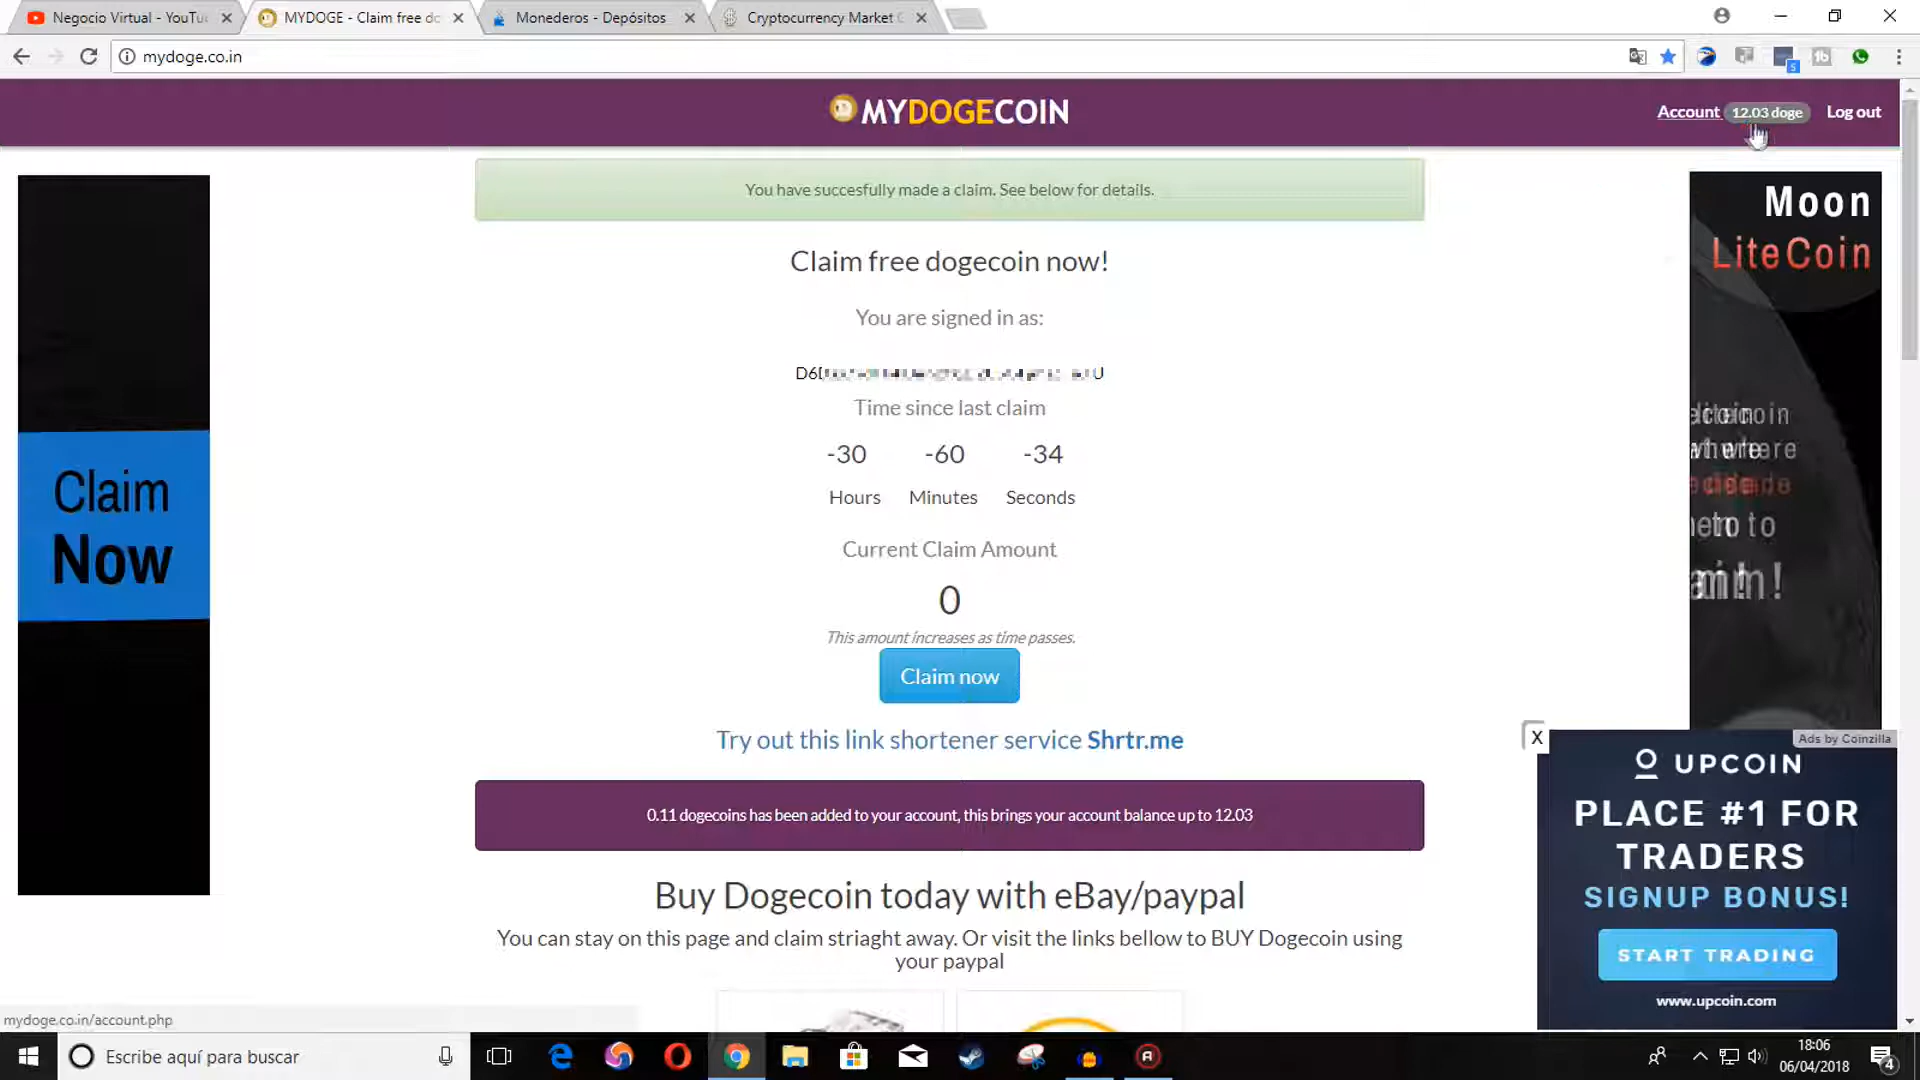 Negocio Virtual - YouTu
MYDOGE - Claim free do
Monederos - Depósitos
Cryptocurrency Market C
mydoge.co.in
5
MYDOGECOIN
Account 12.03 doge Log out
You have succesfully made a claim. See below for details.
Claim free dogecoin now!
You are signed in as:
Time since last claim
-30 -60 -34
Hours Minutes Seconds
Current Claim Amount
0
This amount increases as time passes.
Claim now
Try out this link shortener service Shrtr.me
0.11 dogecoins has been added to your account, this brings your account balance up to 12.03
Buy Dogecoin today with eBay/paypal
You can stay on this page and claim striaght away. Or visit the links bellow to BUY Dogecoin using
your paypal
Claim
Now
Moon
LiteCoin
X
Ads by Coinzilla
UPCOIN
PLACE #1 FOR
TRADERS
SIGNUP BONUS!
START TRADING
www.upcoin.com
mydoge.co.in/account.php
Escribe aquí para buscar
18:06
06/04/2018
4